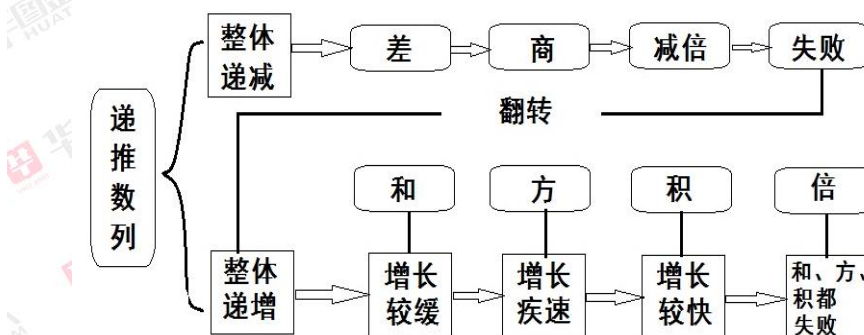 整体
递减
差
商
减倍
失败
翻转
递
推
数
列
和
方
积
倍
整体
递增
增长
较缓
增长
疾速
增长
较快
和、方、
积都
失败